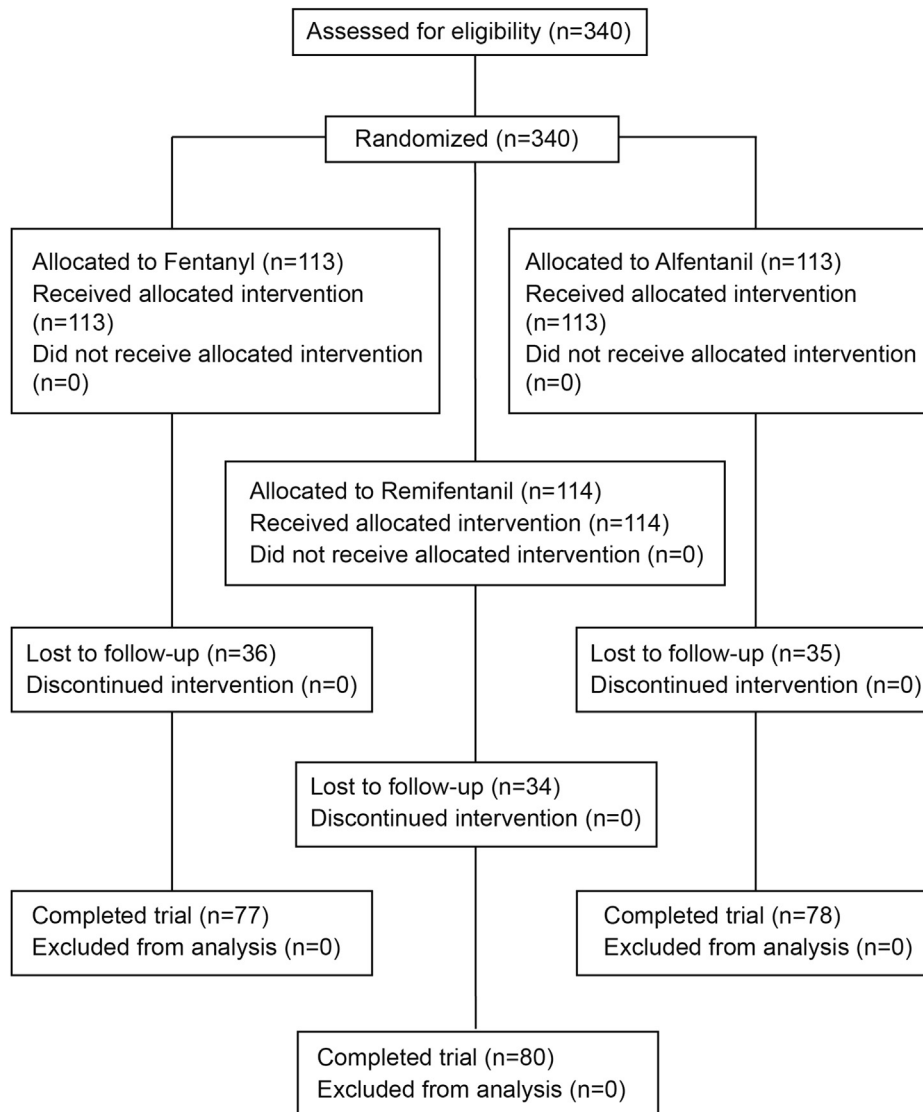 Assessed for eligibility (n=340)
Randomized (n=340)
Allocated to Fentanyl (n=113)
Received allocated intervention
(n=113)
Did not receive allocated intervention
(n=0)
Allocated to Alfentanil (n=113)
Received allocated intervention
(n=113)
Did not receive allocated intervention
(n=0)
Allocated to Remifentanil (n=114)
Received allocated intervention (n=114)
Did not receive allocated intervention (n=0)
Lost to follow-up (n=36)
Discontinued intervention (n=0)
Lost to follow-up (n=35)
Discontinued intervention (n=0)
Lost to follow-up (n=34)
Discontinued intervention (n=0)
Completed trial (n=77)
Excluded from analysis (n=0)
Completed trial (n=78)
Excluded from analysis (n=0)
Completed trial (n=80)
Excluded from analysis (n=0)